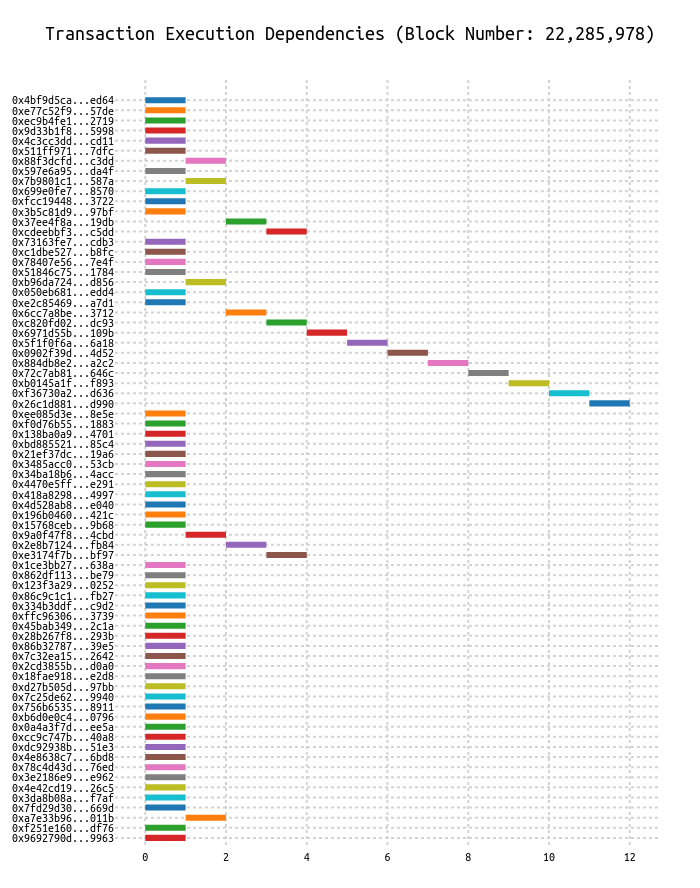 Transaction Execution Dependencies (Block Number: 22,285,978)
0x4bf9d5ca...ed64
0xe77c52f9...57de
0xec9b4fe1...2719
0x9d33b1f8...5998
0x4c3cc3dd...cd11
0x511ff971...7dfc
0x88f3dcfd...c3dd
0x597e6a95...da4f
0x7b9801c1...587a
0x699e0fe7...8570
0xfcc19448...3722
0x3b5c81d9...97bf
0x37ee4f8a...19db
0xcdeebbf3...c5dd
0x73163fe7...cdb3
0xc1dbe527...b8fc
0x78407e56...7e4f
0x51846c75...1784
0xb96da724...d856
0x050eb681...edd4
0xe2c85469...a7d1
0x6cc7a8be...3712
0xc820fd02...dc93
0x6971d55b...109b
0x5f1f0f6a...6a18
0x0902f39d...4d52
0x884db8e2...a2c2
0x72c7ab81...646c
0xb0145a1f...f893
0xf36730a2...d636
0x26c1d881...d990
0xee085d3e...8e5e
0xf0d76b55...1883
0x138ba0a9...4701
0xbd885521...85c4
0x21ef37dc...19a6
0x3485acc0...53cb
0x34ba18b6...4acc
0x4470e5ff...e291
0x418a8298...4997
0x4d528ab8...e040
0x196b0460...421c
0x15768ceb...9b68
0x9a0f47f8...4cbd
0x2e8b7124...fb84
0xe3174f7b...bf97
0x1ce3bb27...638a
0x862df113...be79
0x123f3a29...0252
0x86c9c1c1...fb27
0x334b3ddf...c9d2
0xffc96306...3739
0x45bab349...2c1a
0x28b267f8...293b
0x86b32787...39e5
0x7c32ea15...2642
0x2cd3855b...d0a0
0x18fae918...e2d8
0xd27b505d...97bb
0x7c25de62...9940
0x756b6535...8911
0xb6d0e0c4...0796
0x0a4a3f7d...ee5a
0xcc9c747b...40a8
0xdc92938b...51e3
0x4e8638c7...6bd8
0x78c4d43d...76ed
0x3e2186e9...e962
0x4e42cd19...26c5
0x3da8b08a...f7af
0x7fd29d30...669d
0xa7e33b96...011b
0xf251e160...df76
0x9692790d...9963
0 2 4 6 8 10 12